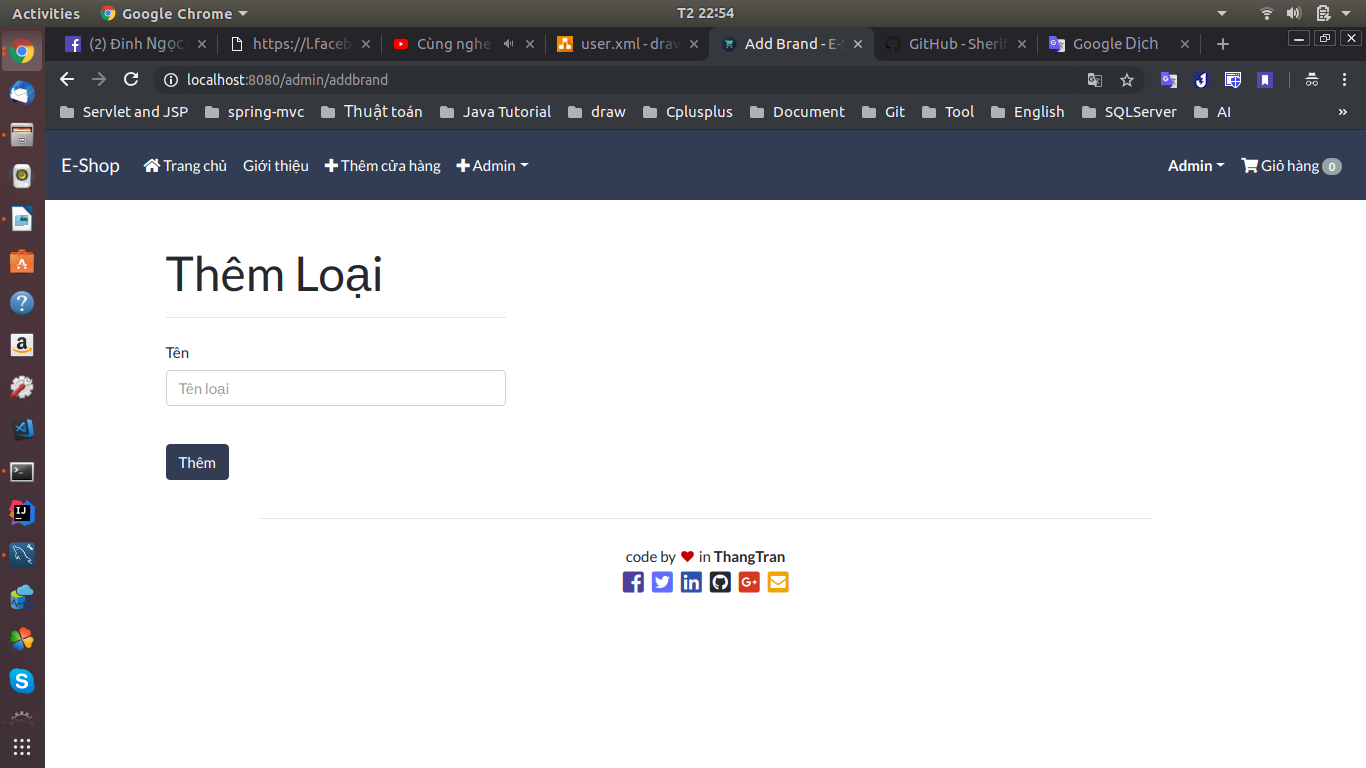 Activities Google Chrome T2 22:54
(2) Đinh Ngọc https://l.faceb Cùng nghe user.xml - draw Add Brand - E-S GitHub - Sherif Google Dịch
localhost:8080/admin/addbrand
Servlet and JSP spring-mvc Thuật toán Java Tutorial draw Cplusplus Document Git Tool English SQLServer AI »
E-Shop Trang chủ Giới thiệu Thêm cửa hàng Admin Admin Giỏ hàng 0
Thêm Loại
Tên
Tên loại
Thêm
code by in ThangTran